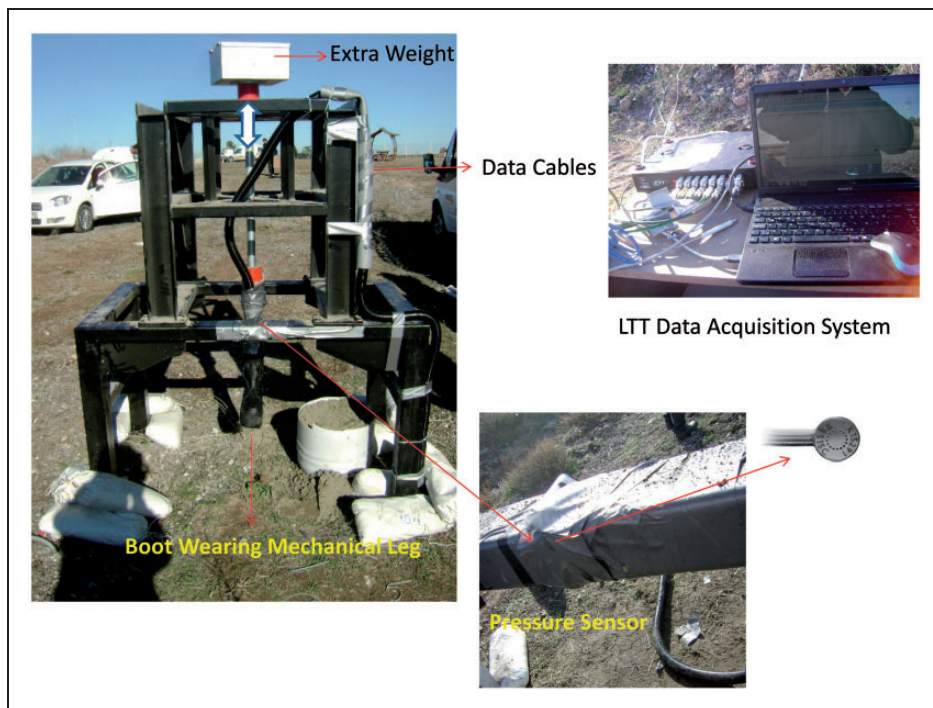 Extra Weight
Data Cables
LTT Data Acquisition System
Boot Wearing Mechanical Leg
Pressure Sensor